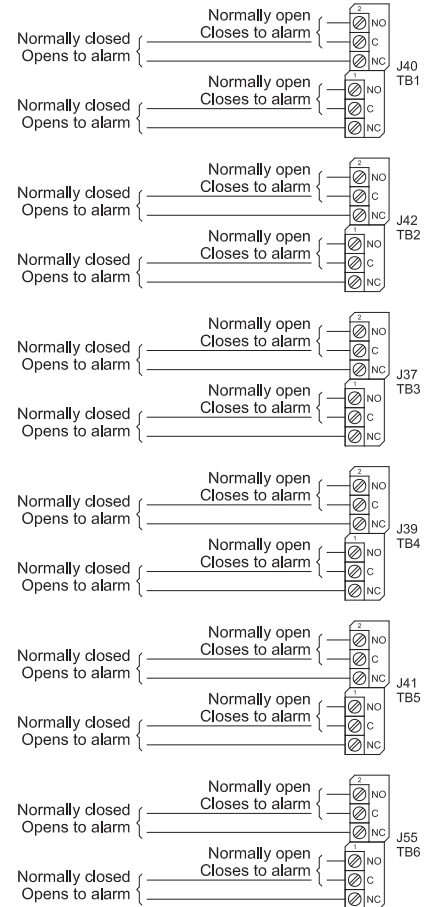 2
Normally open
Closes to alarm
NO
Normally closed
Opens to alarm
C
NC
J40
TB1
1
Normally open
Closes to alarm
NO
Normally closed
Opens to alarm
C
NC
2
Normally open
Closes to alarm
NO
Normally closed
Opens to alarm
C
NC
J42
TB2
1
Normally open
Closes to alarm
NO
Normally closed
Opens to alarm
C
NC
2
Normally open
Closes to alarm
NO
Normally closed
Opens to alarm
C
NC
J37
TB3
1
Normally open
Closes to alarm
NO
Normally closed
Opens to alarm
C
NC
2
Normally open
Closes to alarm
NO
Normally closed
Opens to alarm
C
NC
J39
TB4
1
Normally open
Closes to alarm
NO
Normally closed
Opens to alarm
C
NC
2
Normally open
Closes to alarm
NO
Normally closed
Opens to alarm
C
NC
J41
TB5
1
Normally open
Closes to alarm
NO
Normally closed
Opens to alarm
C
NC
2
Normally open
Closes to alarm
NO
Normally closed
Opens to alarm
C
NC
J55
TB6
1
Normally open
Closes to alarm
NO
Normally closed
Opens to alarm
C
NC